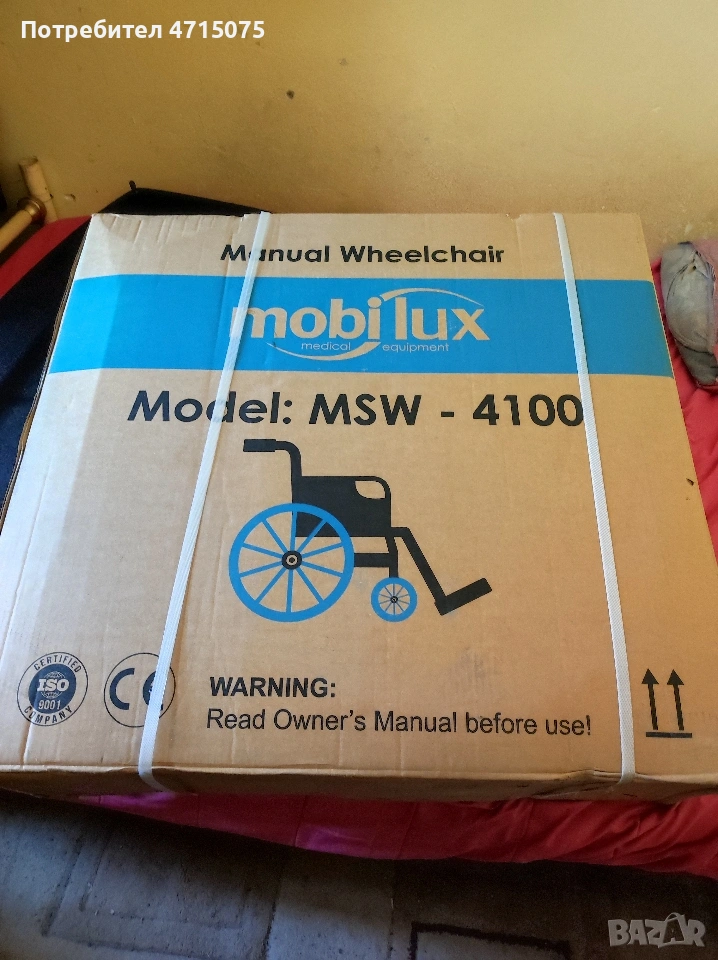 Потребител 4715075
Manual Wheelchair
mobilux
medical equipment
Model: MSW - 4100
CERTIFIED
ISO
9001
COMPANY
CE
WARNING:
Read Owner's Manual before use!
BAZAR